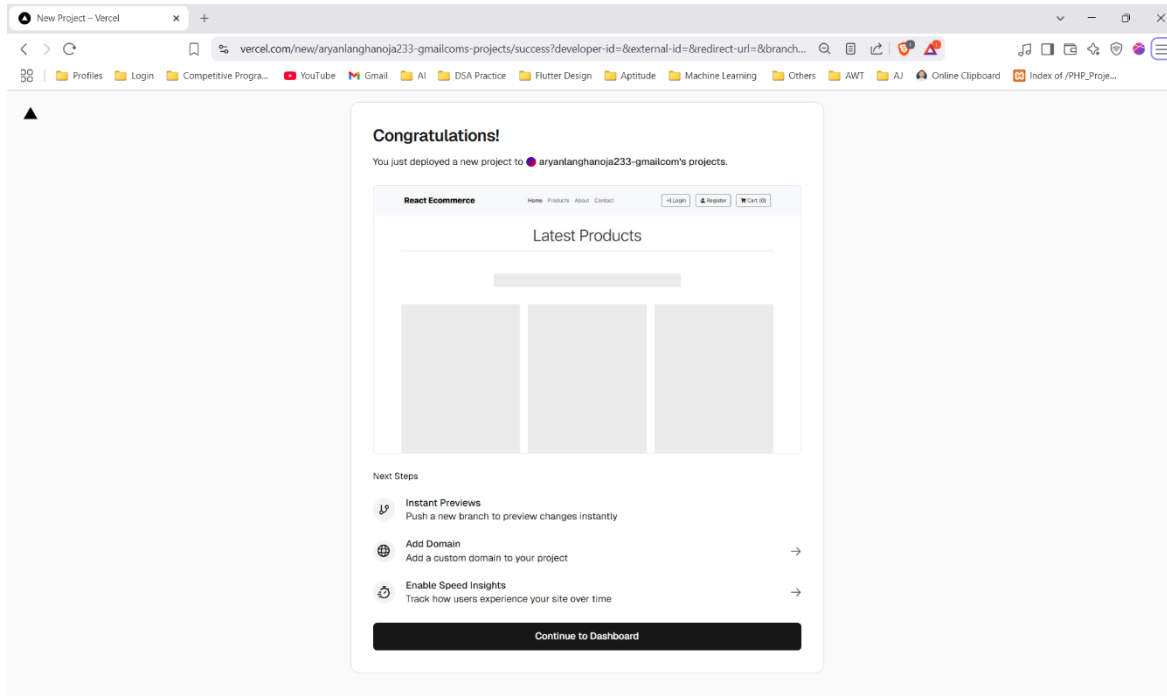 New Project – Vercel
vercel.com/new/aryanlanghanoja233-gmailcoms-projects/success?developer-id=&external-id=&redirect-url=&branch...
Profiles Login Competitive Progra... YouTube Gmail AI DSA Practice Flutter Design Aptitude Machine Learning Others AWT AJ Online Clipboard Index of /PHP_Proje...
Congratulations!
You just deployed a new project to aryanlanghanoja233-gmailcom's projects.
React Ecommerce Home Products About Contact Login Register Cart (0)
Latest Products
Next Steps
Instant Previews
Push a new branch to preview changes instantly
Add Domain
Add a custom domain to your project
Enable Speed Insights
Track how users experience your site over time
Continue to Dashboard